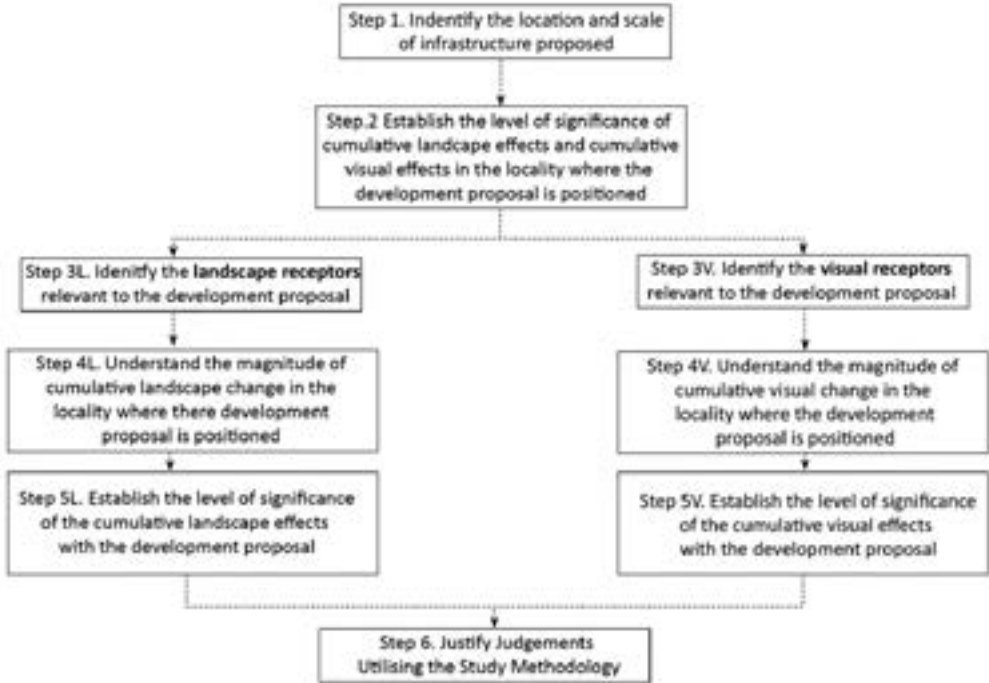 Step 1. Indentify the location and scale
of infrastructure proposed
Step.2 Establish the level of significance of
cumulative landcape effects and cumulative
visual effects in the locality where the
development proposal is positioned
Step 3L. Idenitfy the landscape receptors
relevant to the development proposal
Step 3V. Identify the visual receptors
relevant to the development proposal
Step 4L. Understand the magnitude of
cumulative landscape change in the
locality where there development
proposal is positioned
Step 4V. Understand the magnitude of
cumulative visual change in the
locality where the development
proposal is positioned
Step 5L. Establish the level of significance
of the cumulative landscape effects
with the development proposal
Step 5V. Establish the level of significance
of the cumulative visual effects
with the development proposal
Step 6. Justify Judgements
Utilising the Study Methodology